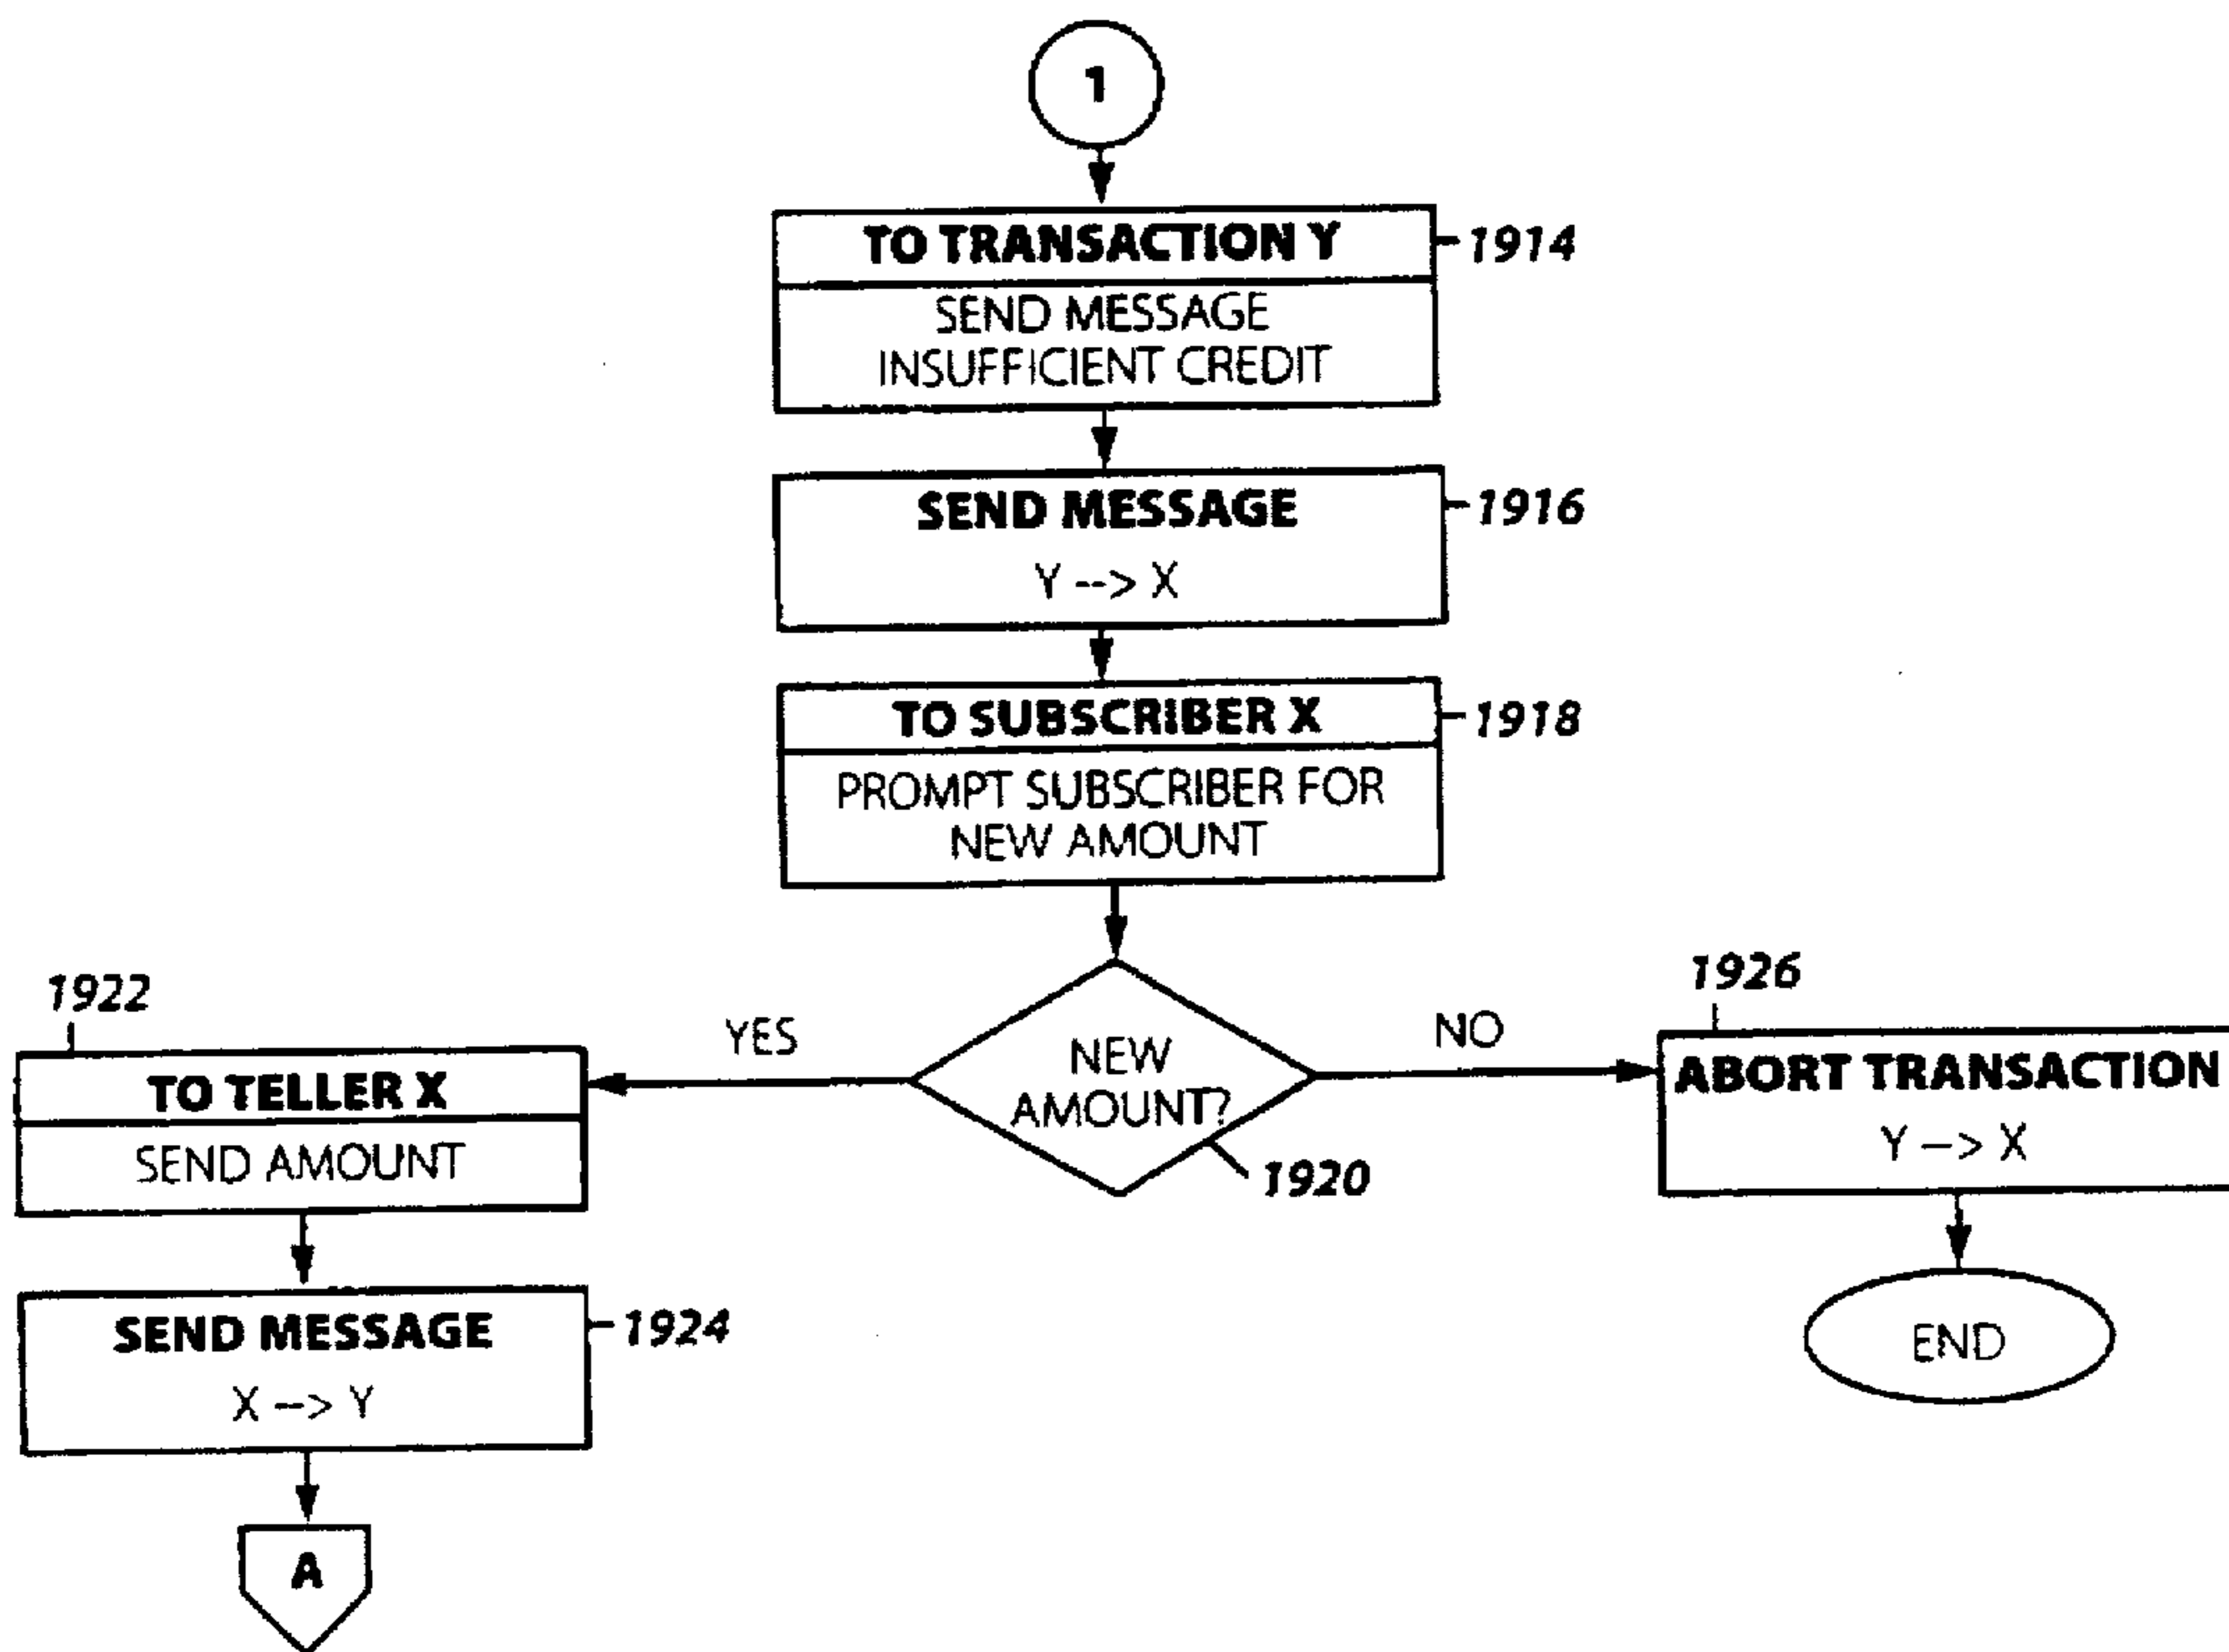 1
TO TRANSACTION Y
1914
SEND MESSAGE
INSUFFICIENT CREDIT
SEND MESSAGE
1916
Y --> X
TO SUBSCRIBER X
1918
PROMPT SUBSCRIBER FOR
NEW AMOUNT
1922
YES
NEW
AMOUNT?
1920
NO
1926
TO TELLER X
SEND AMOUNT
ABORT TRANSACTION
Y --> X
SEND MESSAGE
1924
X --> Y
END
A